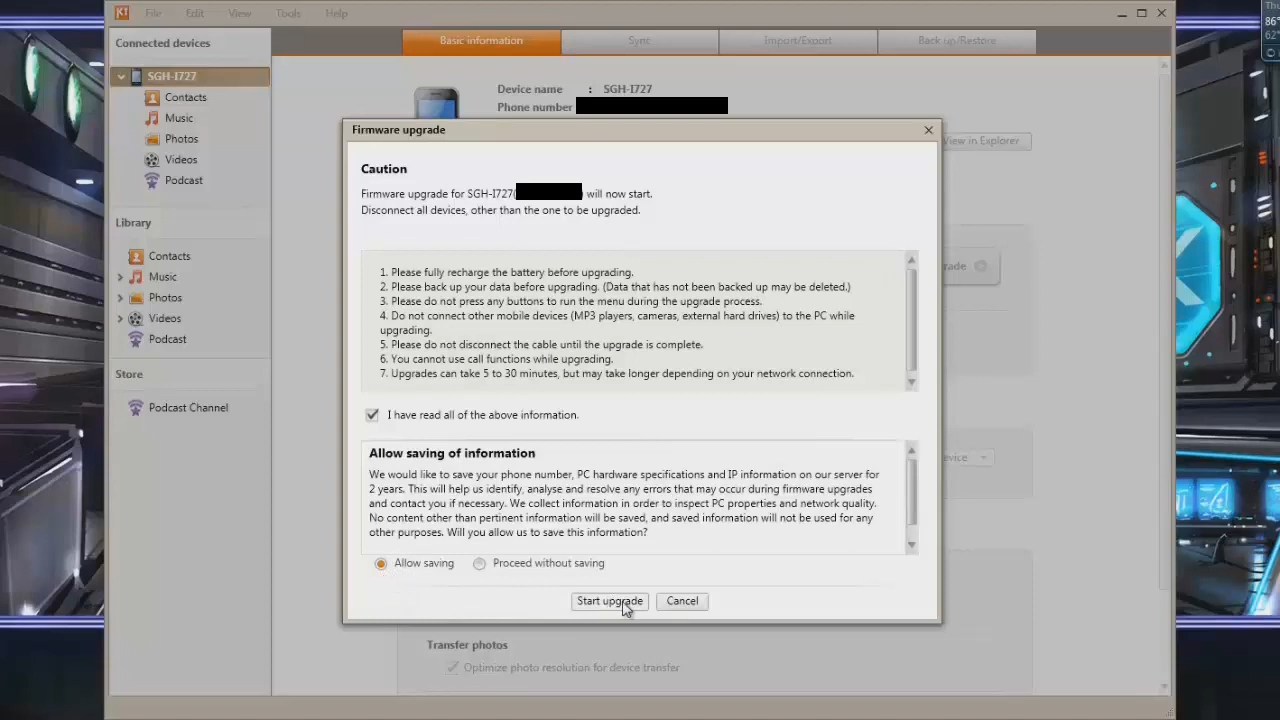 File Edit View Tools Help
Connected devices
SGH-I727
Contacts
Music
Photos
Videos
Podcast
Library
Contacts
Music
Photos
Videos
Podcast
Store
Podcast Channel
Basic information Sync Import/Export Back up/Restore
Device name : SGH-I727
Phone number
View in Explorer
Firmware upgrade
Caution
Firmware upgrade for SGH-I727( will now start.
Disconnect all devices, other than the one to be upgraded.
1. Please fully recharge the battery before upgrading.
2. Please back up your data before upgrading. (Data that has not been backed up may be deleted.)
3. Please do not press any buttons to run the menu during the upgrade process.
4. Do not connect other mobile devices (MP3 players, cameras, external hard drives) to the PC while
upgrading.
5. Please do not disconnect the cable until the upgrade is complete.
6. You cannot use call functions while upgrading.
7. Upgrades can take 5 to 30 minutes, but may take longer depending on your network connection.
I have read all of the above information.
Allow saving of information
We would like to save your phone number, PC hardware specifications and IP information on our server for
2 years. This will help us identify, analyse and resolve any errors that may occur during firmware upgrades
and contact you if necessary. We collect information in order to inspect PC properties and network quality.
No content other than pertinent information will be saved, and saved information will not be used for any
other purposes. Will you allow us to save this information?
Allow saving Proceed without saving
Start upgrade Cancel
Transfer photos
Optimize photo resolution for device transfer
86°
62°